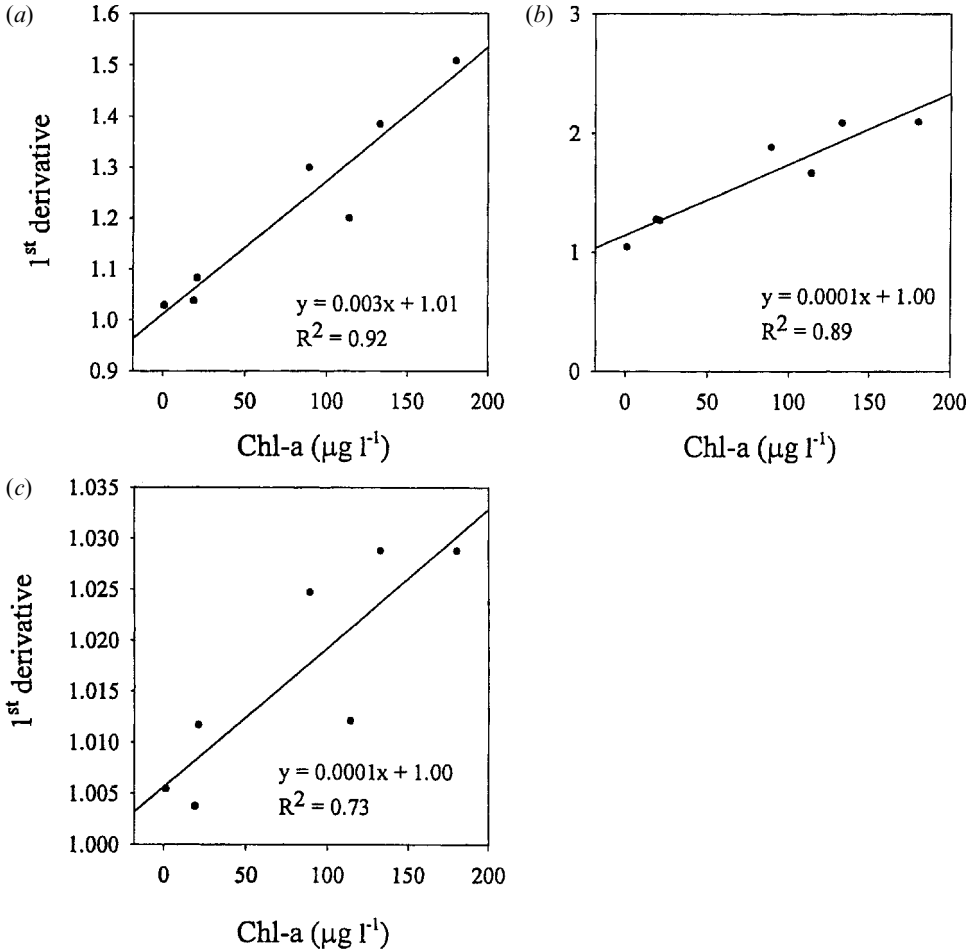 (a)
1.6
1.5
1.4
1.3
1.2
1.1
1.0
0.9
1st derivative
0 50 100 150 200
Chl-a (μg l-1)
y = 0.003x + 1.01
R2 = 0.92
(b)
3
2
1
0
0 50 100 150 200
Chl-a (μg l-1)
y = 0.0001x + 1.00
R2 = 0.89
(c)
1.035
1.030
1.025
1.020
1.015
1.010
1.005
1.000
1st derivative
0 50 100 150 200
Chl-a (μg l-1)
y = 0.0001x + 1.00
R2 = 0.73